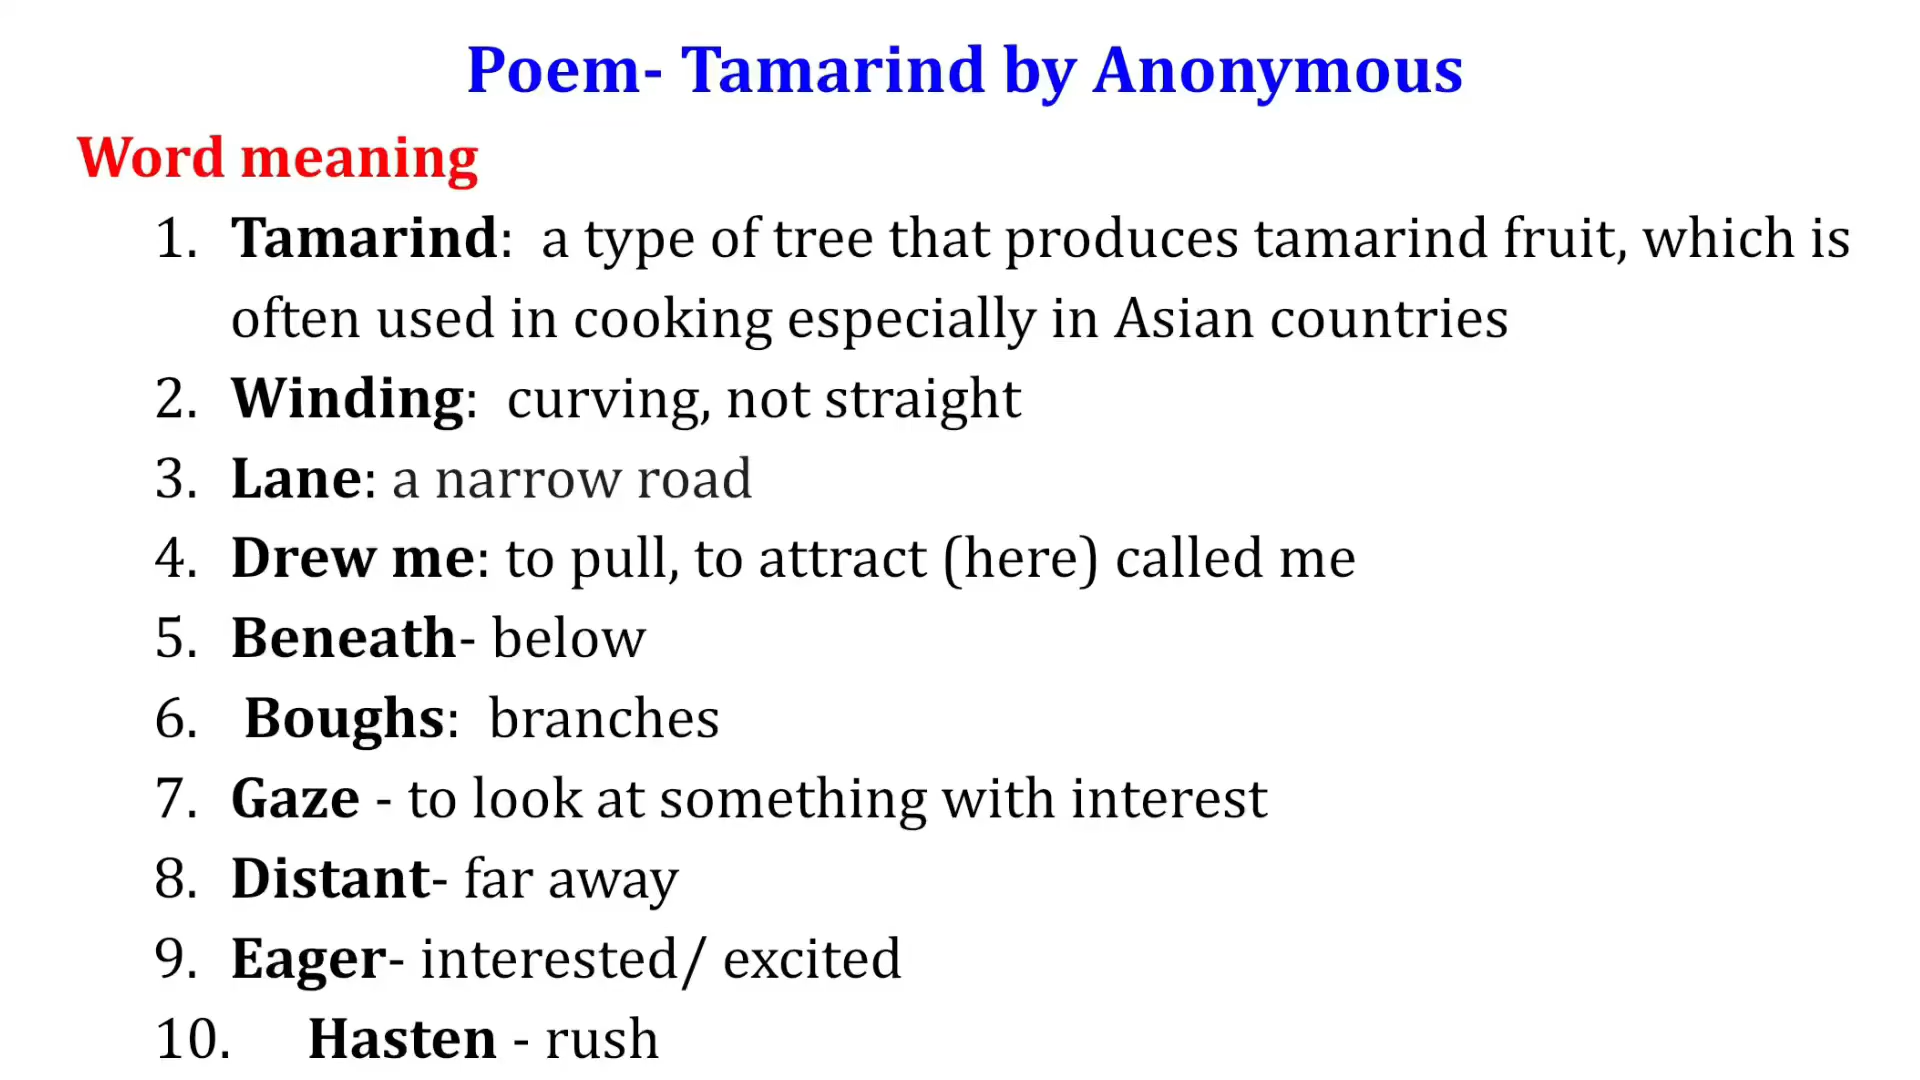 Poem- Tamarind by Anonymous
Word meaning
1. Tamarind: a type of tree that produces tamarind fruit, which is
often used in cooking especially in Asian countries
2. Winding: curving, not straight
3. Lane: a narrow road
4. Drew me: to pull, to attract (here) called me
5. Beneath- below
6. Boughs: branches
7. Gaze - to look at something with interest
8. Distant- far away
9. Eager- interested/ excited
10. Hasten - rush